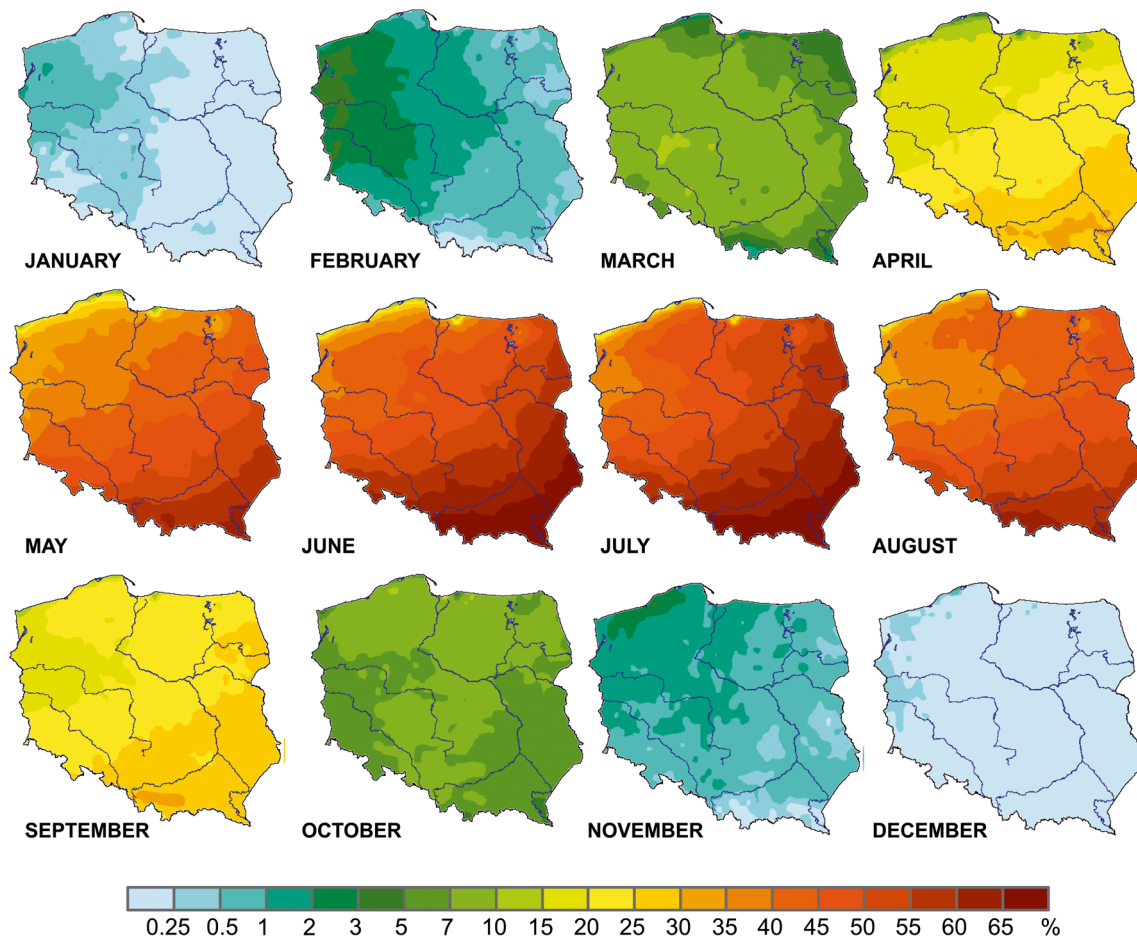 JANUARY FEBRUARY MARCH APRIL
MAY JUNE JULY AUGUST
SEPTEMBER OCTOBER NOVEMBER DECEMBER
0.25 0.5 1 2 3 5 7 10 15 20 25 30 35 40 45 50 55 60 65 %